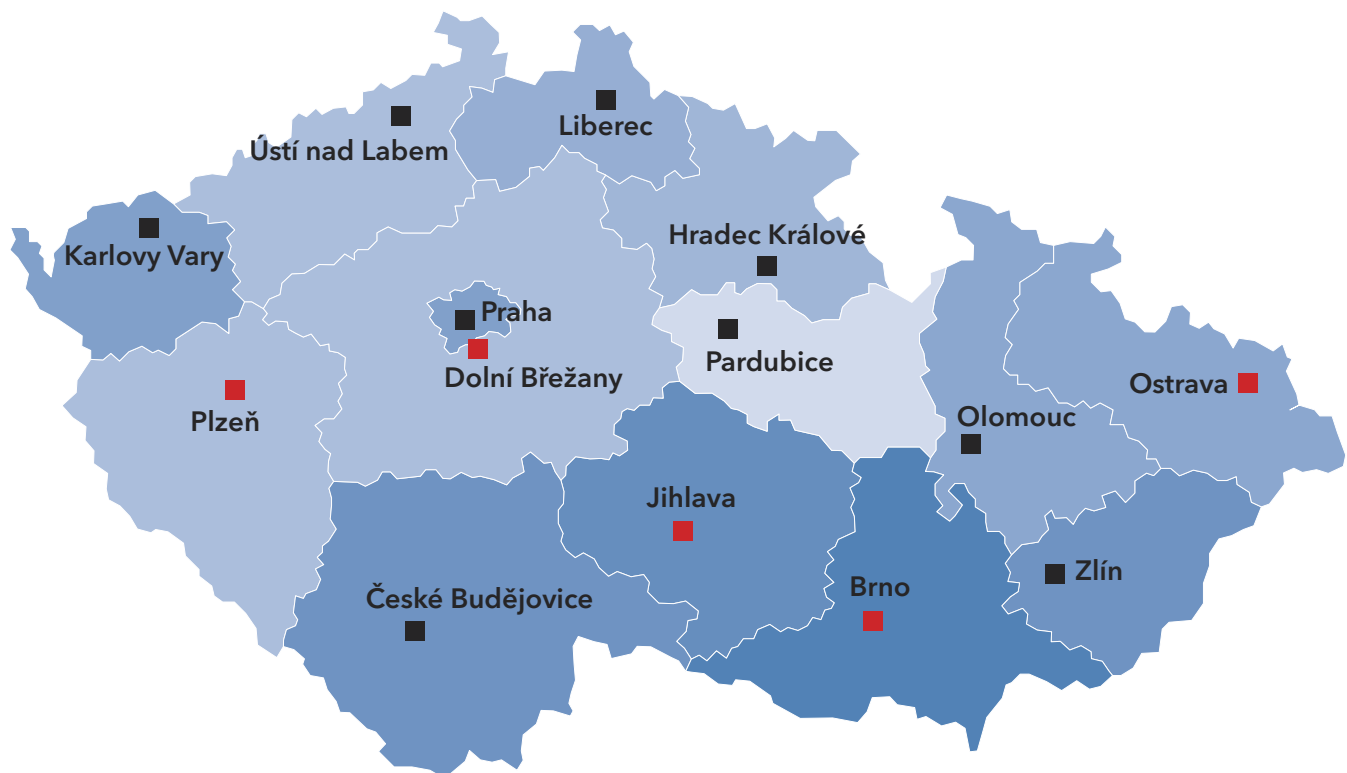 Liberec
Ústí nad Labem
Hradec Králové
Karlovy Vary
Praha
Pardubice
Dolní Břežany
Ostrava
Plzeň
Olomouc
Jihlava
Zlín
Brno
České Budějovice